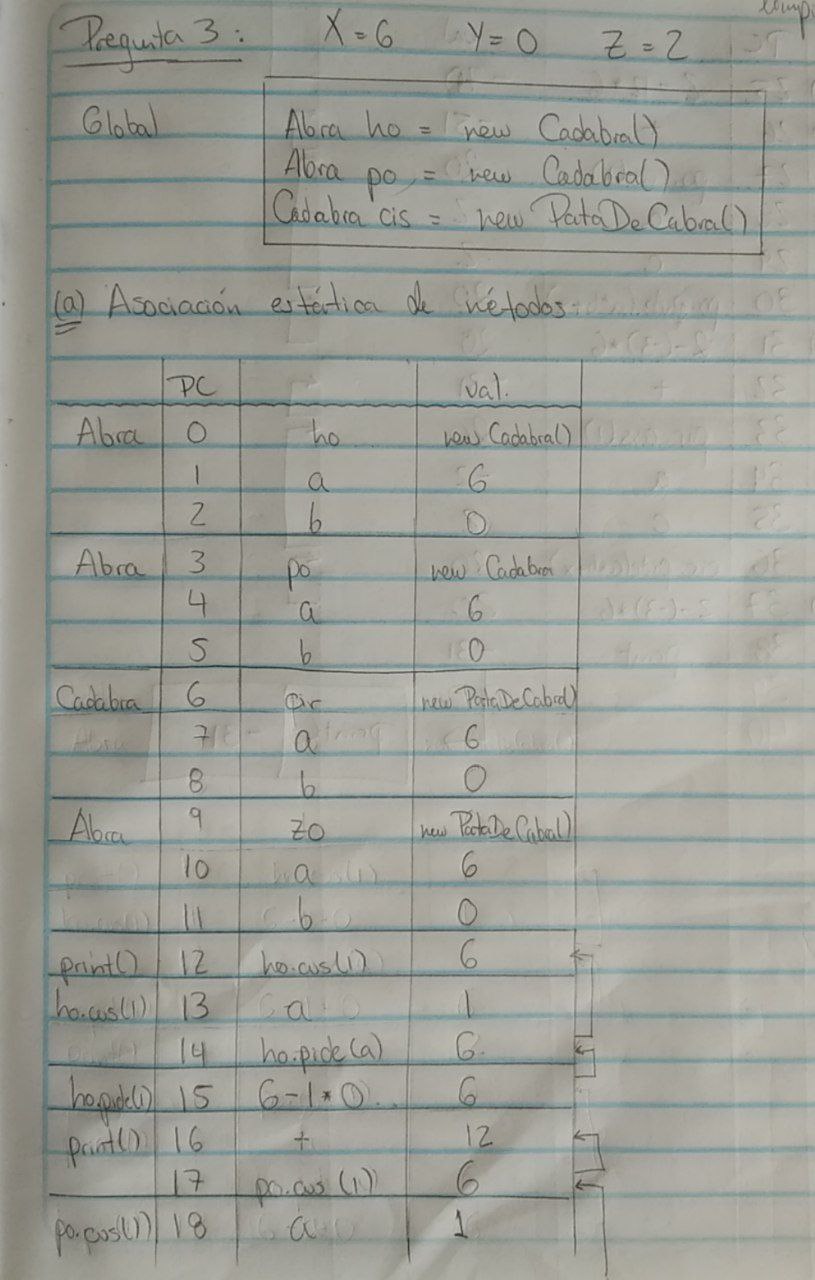 Pregunta 3: X = 6 Y = 0 Z = 2
Global
Abra ho = new Cadabra()
Abra po = new Cadabra()
Cadabra cis = new PataDeCabra()
(a) Asociación estática de métodos.
PC val.
Abra 0 ho new Cadabra()
1 a 6
2 b 0
Abra 3 po new Cadabra
4 a 6
5 b 0
Cadabra 6 cir new PataDeCabra()
7 a 6
8 b 0
Abra 9 zo new PataDeCabra()
10 a 6
11 b 0
print() 12 ho.cus(1) 6
ho.cus(1) 13 a 1
14 ho.pide(a) 6
ho.pide(1) 15 6-1*0 6
print() 16 + 12
17 po.cus(1) 6
po.cus(1) 18 a 1